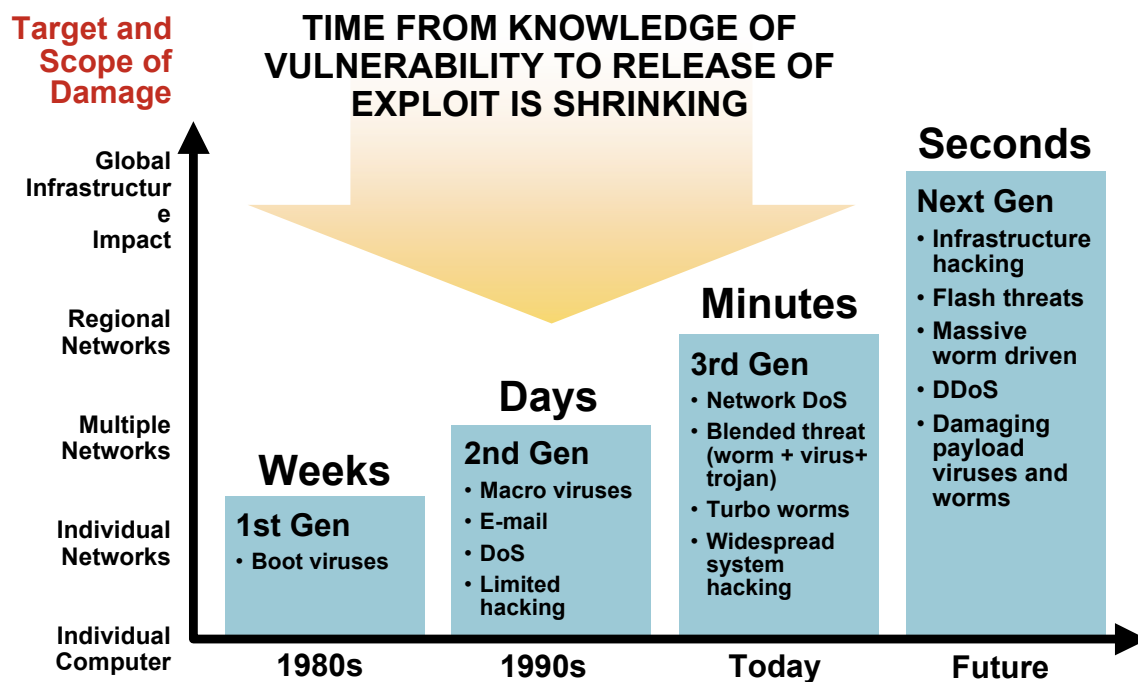 Target and
Scope of
Damage
TIME FROM KNOWLEDGE OF
VULNERABILITY TO RELEASE OF
EXPLOIT IS SHRINKING
Global
Infrastructur
e
Impact
Regional
Networks
Multiple
Networks
Individual
Networks
Individual
Computer
Weeks
1st Gen
• Boot viruses
1980s
Days
2nd Gen
• Macro viruses
• E-mail
• DoS
• Limited
hacking
1990s
Minutes
3rd Gen
• Network DoS
• Blended threat
(worm + virus+
trojan)
• Turbo worms
• Widespread
system
hacking
Today
Seconds
Next Gen
• Infrastructure
hacking
• Flash threats
• Massive
worm driven
• DDoS
• Damaging
payload
viruses and
worms
Future